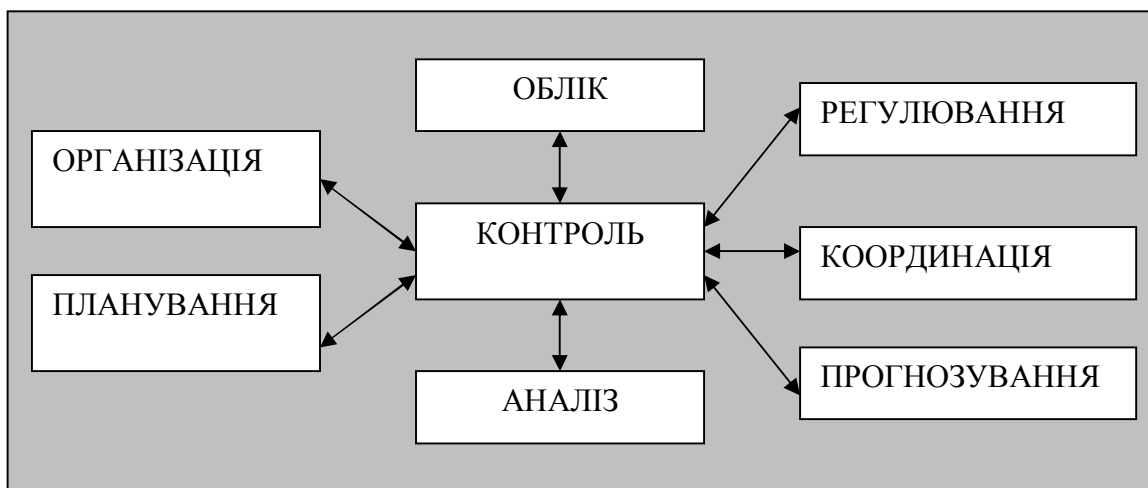 ОБЛІК
РЕГУЛЮВАННЯ
ОРГАНІЗАЦІЯ
КОНТРОЛЬ
КООРДИНАЦІЯ
ПЛАНУВАННЯ
ПРОГНОЗУВАННЯ
АНАЛІЗ